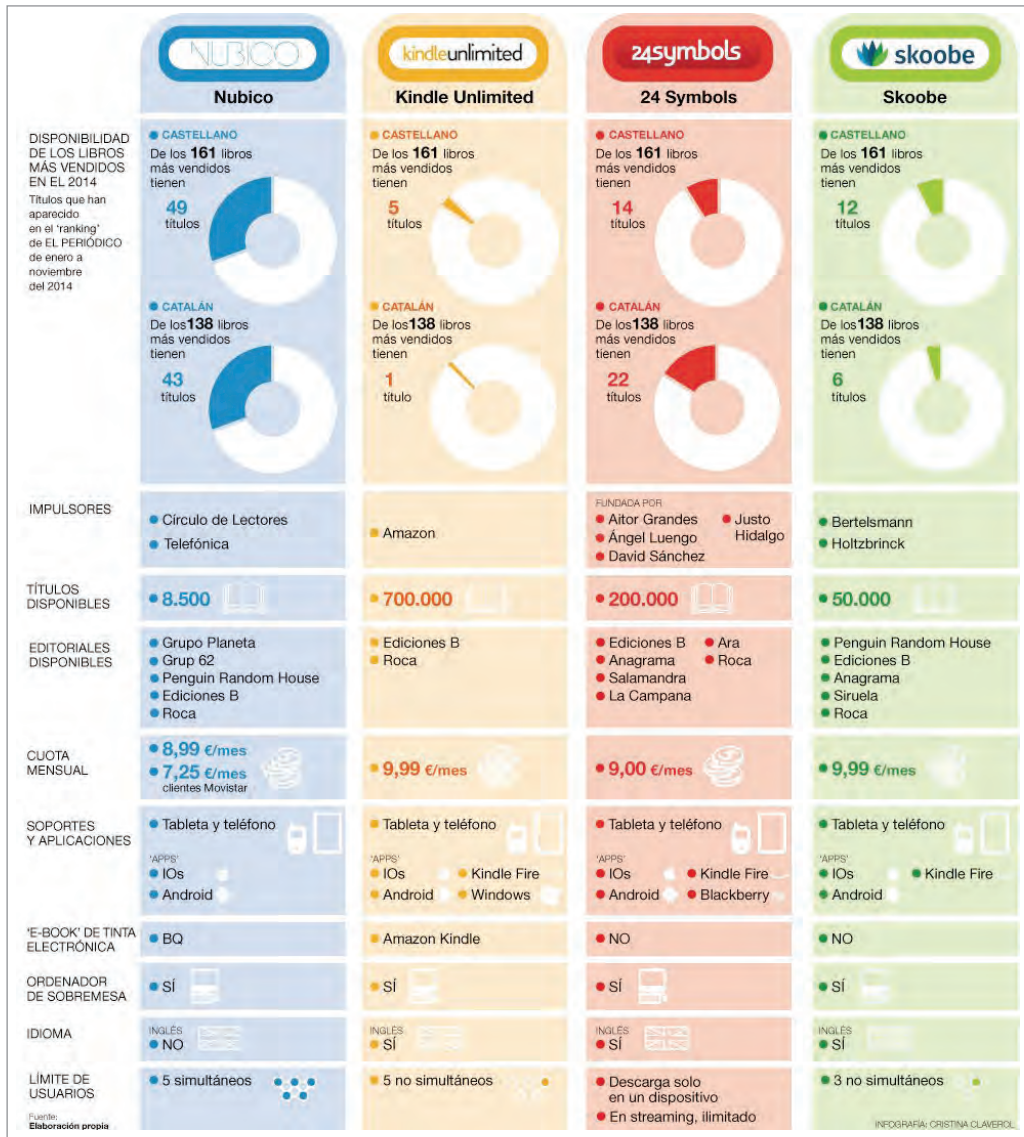 NUBICO
kindleunlimited
24symbols
skoobe
Nubico
Kindle Unlimited
24 Symbols
Skoobe
DISPONIBILIDAD
DE LOS LIBROS
MÁS VENDIDOS
EN EL 2014
Títulos que han
aparecido
en el 'ranking'
de EL PERIÓDICO
de enero a
noviembre
del 2014
CASTELLANO
De los 161 libros
más vendidos
tienen
49
títulos
CATALÁN
De los138 libros
más vendidos
tienen
43
títulos
CASTELLANO
De los 161 libros
más vendidos
tienen
5
títulos
CATALÁN
De los138 libros
más vendidos
tienen
1
título
CASTELLANO
De los 161 libros
más vendidos
tienen
14
títulos
CATALÁN
De los138 libros
más vendidos
tienen
22
títulos
CASTELLANO
De los 161 libros
más vendidos
tienen
12
títulos
CATALÁN
De los138 libros
más vendidos
tienen
6
títulos
IMPULSORES
Círculo de Lectores
Telefónica
Amazon
FUNDADA POR
Aitor Grandes
Ángel Luengo
David Sánchez
Justo
Hidalgo
Bertelsmann
Holtzbrinck
TÍTULOS
DISPONIBLES
8.500
700.000
200.000
50.000
EDITORIALES
DISPONIBLES
Grupo Planeta
Grup 62
Penguin Random House
Ediciones B
Roca
Ediciones B
Roca
Ediciones B
Anagrama
Salamandra
La Campana
Ara
Roca
Penguin Random House
Ediciones B
Anagrama
Siruela
Roca
CUOTA
MENSUAL
8,99 €/mes
7,25 €/mes
clientes Movistar
9,99 €/mes
9,00 €/mes
9,99 €/mes
SOPORTES
Y APLICACIONES
Tableta y teléfono
'APPS'
IOs
Android
Tableta y teléfono
'APPS'
IOs
Android
Kindle Fire
Windows
Tableta y teléfono
'APPS'
IOs
Android
Kindle Fire
Blackberry
Tableta y teléfono
'APPS'
IOs
Android
Kindle Fire
'E-BOOK' DE TINTA
ELECTRÓNICA
BQ
Amazon Kindle
NO
NO
ORDENADOR
DE SOBREMESA
SÍ
SÍ
SÍ
SÍ
IDIOMA
INGLÉS
NO
INGLÉS
SÍ
INGLÉS
SÍ
INGLÉS
SÍ
LÍMITE DE
USUARIOS
5 simultáneos
5 no simultáneos
Descarga solo
en un dispositivo
En streaming, ilimitado
3 no simultáneos
Fuente:
Elaboración propia
INFOGRAFÍA: CRISTINA CLAVEROL